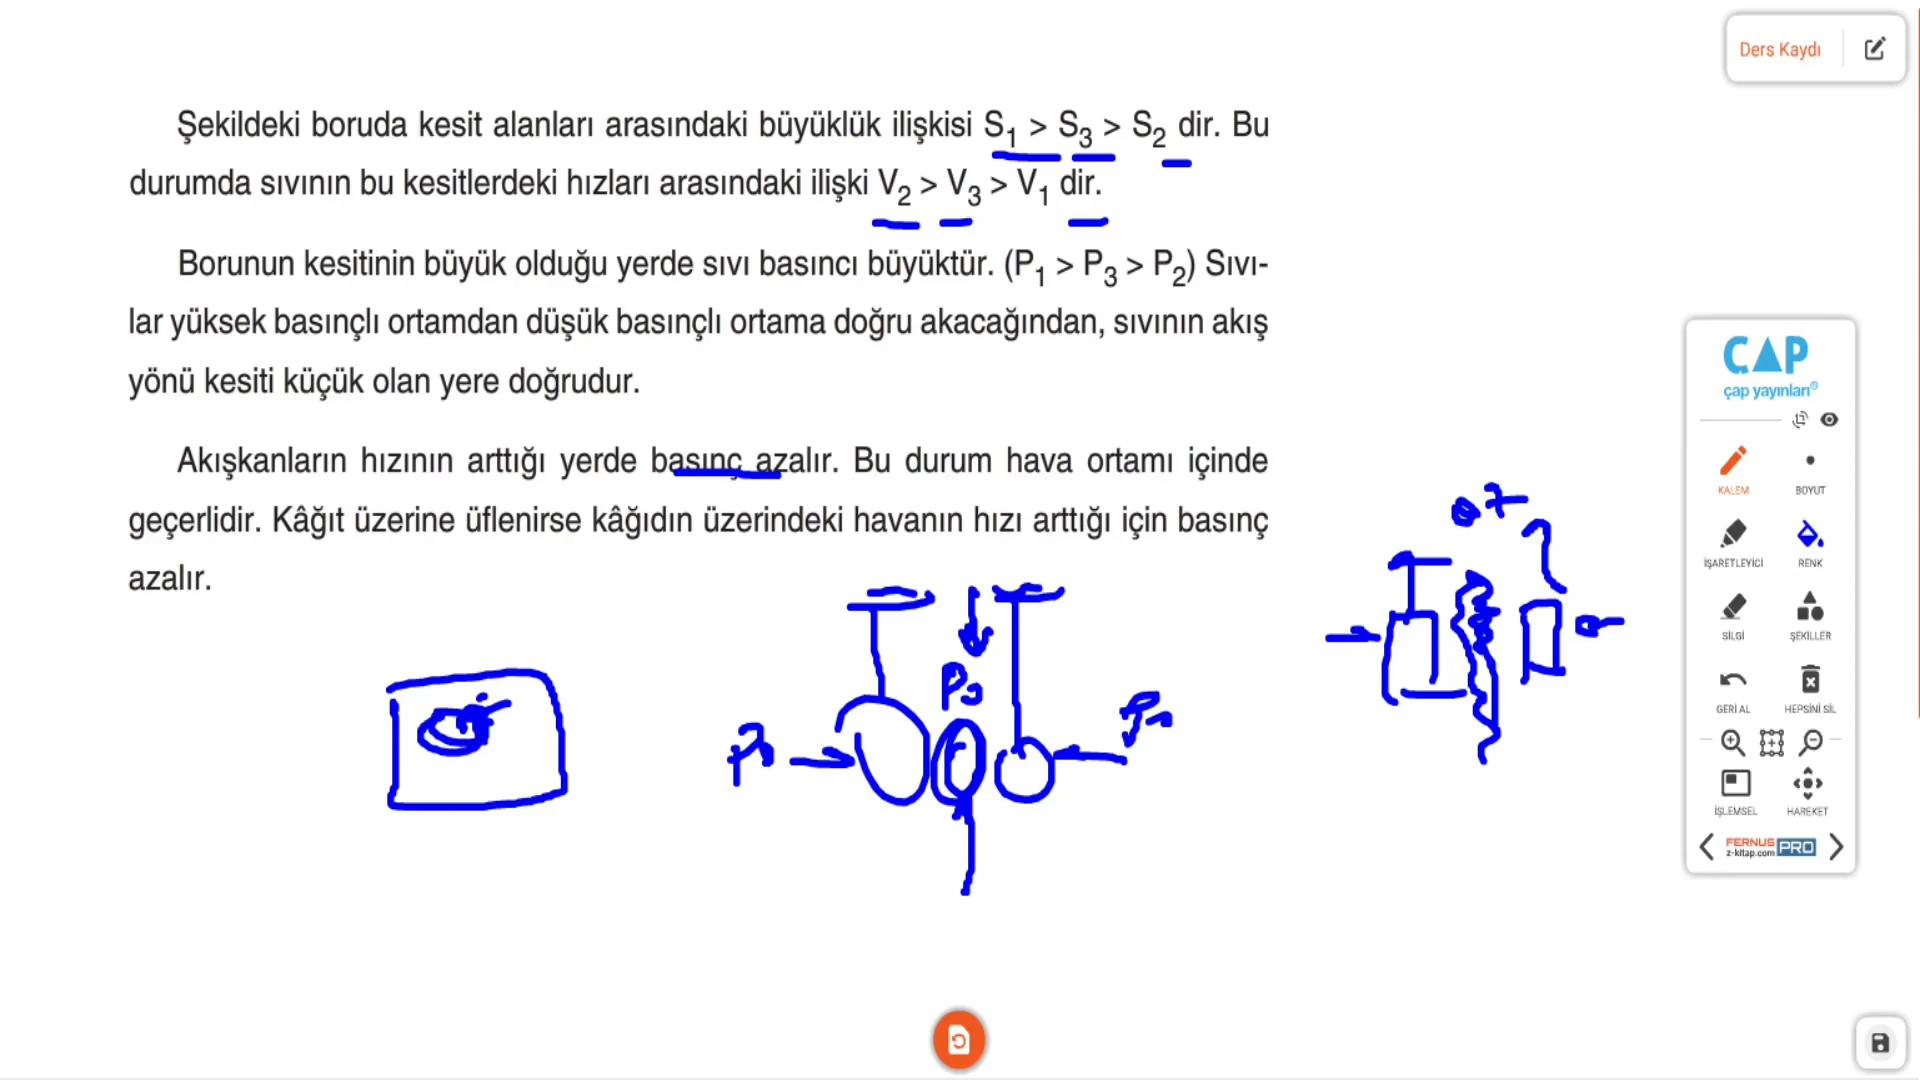 Ders Kaydı
Şekildeki boruda kesit alanları arasındaki büyüklük ilişkisi S₁ > S₃ > S₂ dir. Bu
durumda sıvının bu kesitlerdeki hızları arasındaki ilişki V₂ > V₃ > V₁ dir.
Borunun kesitinin büyük olduğu yerde sıvı basıncı büyüktür. (P₁ > P₃ > P₂) Sıvı-
lar yüksek basınçlı ortamdan düşük basınçlı ortama doğru akacağından, sıvının akış
yönü kesiti küçük olan yere doğrudur.
Akışkanların hızının arttığı yerde basınç azalır. Bu durum hava ortamı içinde
geçerlidir. Kâğıt üzerine üflenirse kâğıdın üzerindeki havanın hızı arttığı için basınç
azalır.
ÇAP
çap yayınları®
KALEM BOYUT
İŞARETLEYİCİ RENK
SİLGİ ŞEKİLLER
GERİ AL HEPSİNİ SİL
İŞLEMSEL HAREKET
FERNUS
z-kitap.com PRO